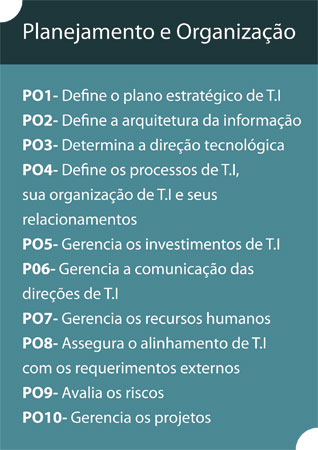 Planejamento e Organização
PO1- Define o plano estratégico de T.I
PO2- Define a arquitetura da informação
PO3- Determina a direção tecnológica
PO4- Define os processos de T.I,
sua organização de T.I e seus
relacionamentos
PO5- Gerencia os investimentos de T.I
P06- Gerencia a comunicação das
direções de T.I
PO7- Gerencia os recursos humanos
PO8- Assegura o alinhamento de T.I
com os requerimentos externos
PO9- Avalia os riscos
PO10- Gerencia os projetos